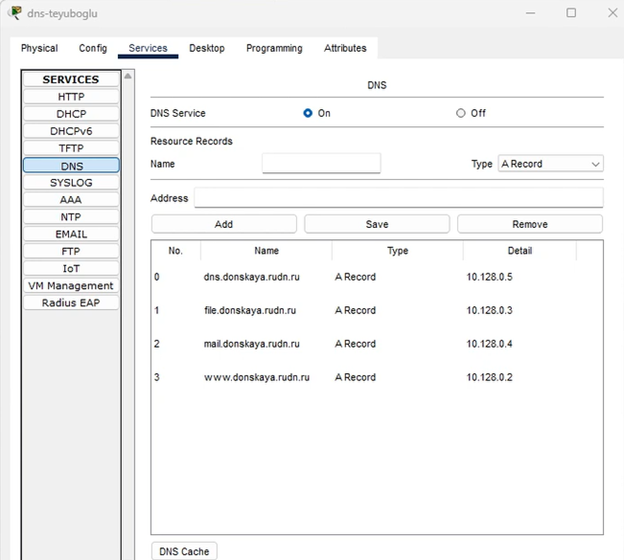 dns-teyuboglu
Physical Config Services Desktop Programming Attributes
SERVICES
HTTP
DHCP
DHCPv6
TFTP
DNS
SYSLOG
AAA
NTP
EMAIL
FTP
IoT
VM Management
Radius EAP
DNS
DNS Service On Off
Resource Records
Name Type A Record
Address
Add Save Remove
No. Name Type Detail
0 dns.donskaya.rudn.ru A Record 10.128.0.5
1 file.donskaya.rudn.ru A Record 10.128.0.3
2 mail.donskaya.rudn.ru A Record 10.128.0.4
3 www.donskaya.rudn.ru A Record 10.128.0.2
DNS Cache